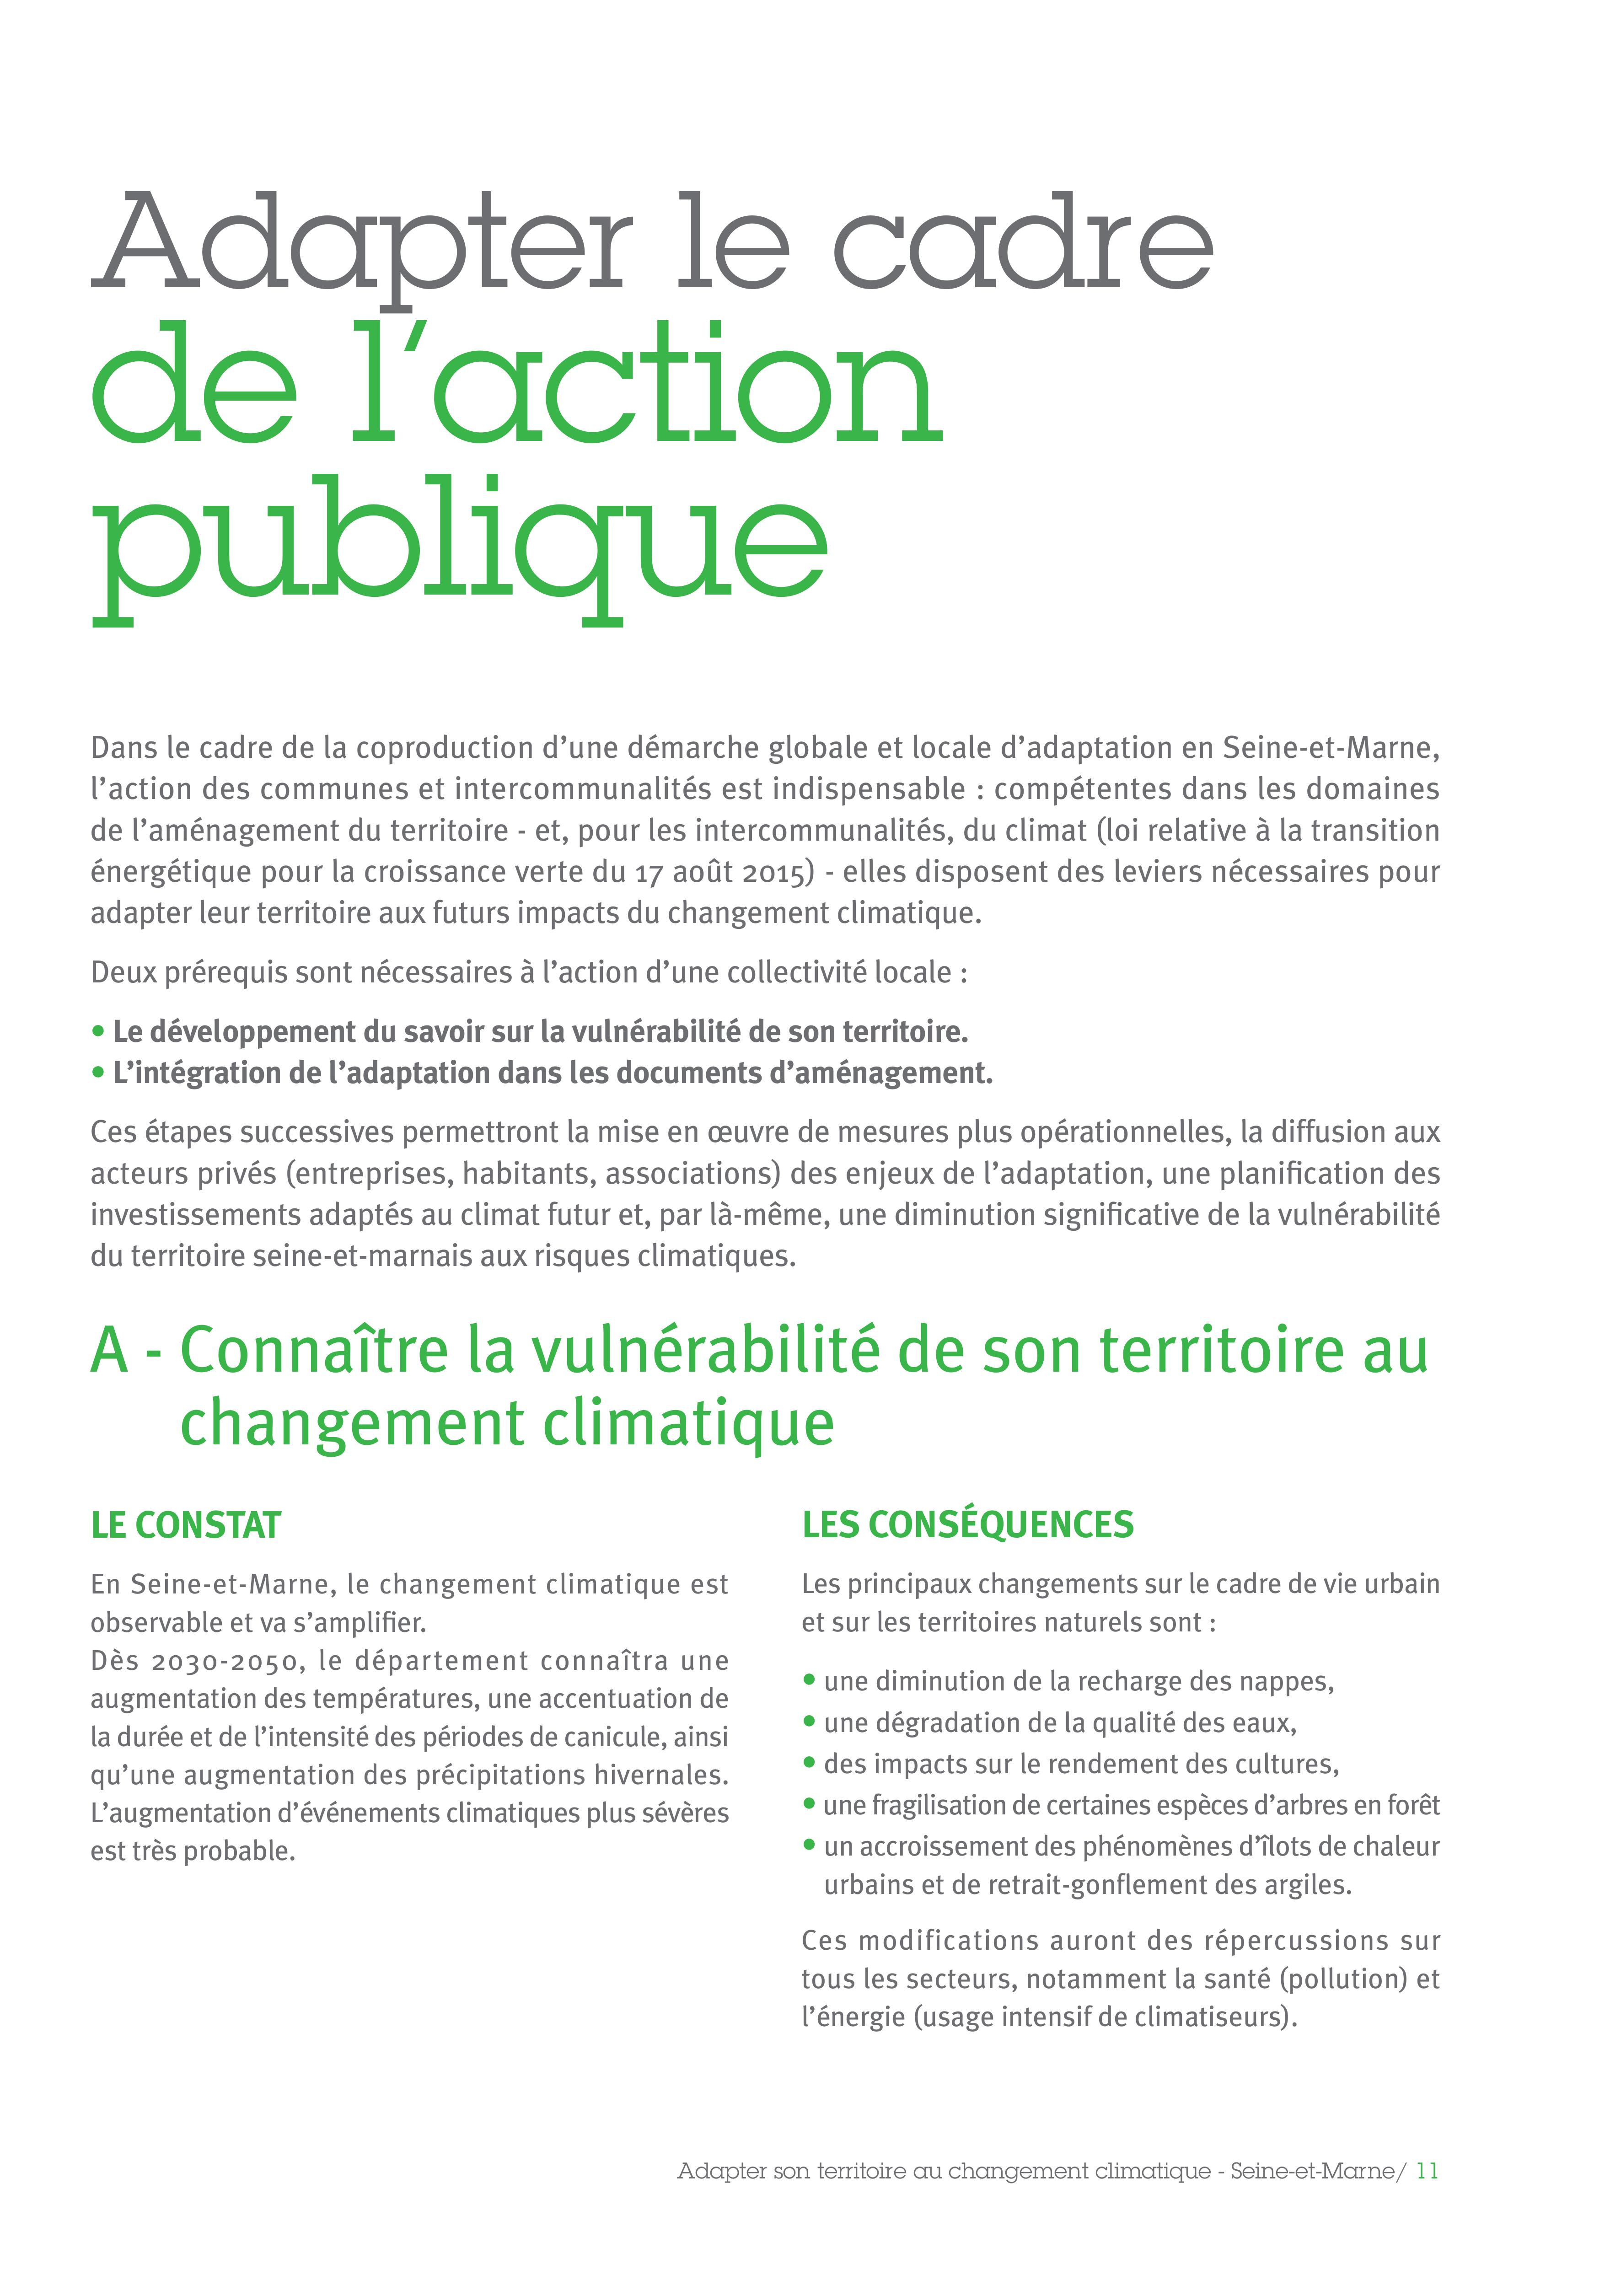 Adapter le cadre
de l’action
publique
Dans le cadre de la coproduction d’une démarche globale et locale d’adaptation en Seine-et-Marne,
l’action des communes et intercommunalités est indispensable : compétentes dans les domaines
de l’aménagement du territoire - et, pour les intercommunalités, du climat (loi relative à la transition
énergétique pour la croissance verte du 17 août 2015) - elles disposent des leviers nécessaires pour
adapter leur territoire aux futurs impacts du changement climatique.
Deux prérequis sont nécessaires à l’action d’une collectivité locale :
• Le développement du savoir sur la vulnérabilité de son territoire.
• L’intégration de l’adaptation dans les documents d’aménagement.
Ces étapes successives permettront la mise en œuvre de mesures plus opérationnelles, la diffusion aux
acteurs privés (entreprises, habitants, associations) des enjeux de l’adaptation, une planification des
investissements adaptés au climat futur et, par là-même, une diminution significative de la vulnérabilité
du territoire seine-et-marnais aux risques climatiques.
A - Connaître la vulnérabilité de son territoire au
changement climatique
LE CONSTAT
En Seine-et-Marne, le changement climatique est
observable et va s’amplifier.
Dès 2030-2050, le département connaîtra une
augmentation des températures, une accentuation de
la durée et de l’intensité des périodes de canicule, ainsi
qu’une augmentation des précipitations hivernales.
L’augmentation d’événements climatiques plus sévères
est très probable.
LES CONSÉQUENCES
Les principaux changements sur le cadre de vie urbain
et sur les territoires naturels sont :
• une diminution de la recharge des nappes,
• une dégradation de la qualité des eaux,
• des impacts sur le rendement des cultures,
• une fragilisation de certaines espèces d’arbres en forêt
• un accroissement des phénomènes d’îlots de chaleur
urbains et de retrait-gonflement des argiles.
Ces modifications auront des répercussions sur
tous les secteurs, notamment la santé (pollution) et
l’énergie (usage intensif de climatiseurs).
Adapter son territoire au changement climatique - Seine-et-Marne/ 11